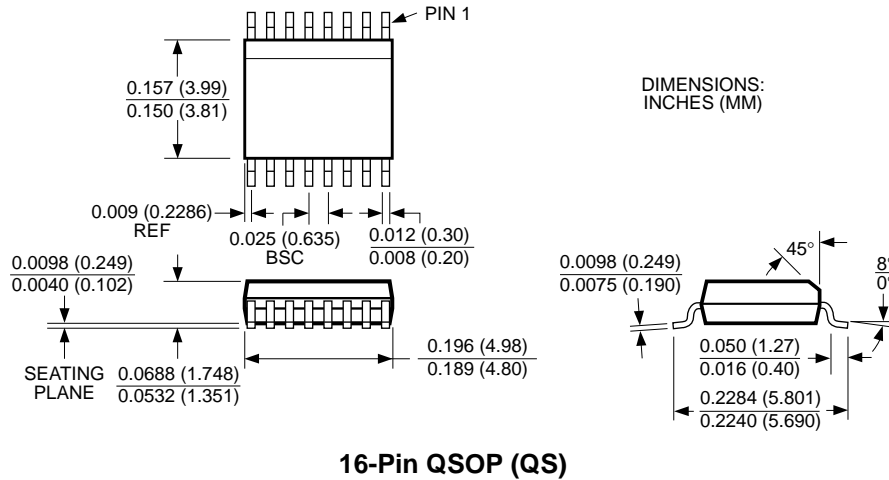 PIN 1
0.157 (3.99)
0.150 (3.81)
DIMENSIONS:
INCHES (MM)
0.009 (0.2286)
REF
0.025 (0.635)
BSC
0.012 (0.30)
0.008 (0.20)
0.0098 (0.249)
0.0040 (0.102)
SEATING
PLANE
0.0688 (1.748)
0.0532 (1.351)
0.196 (4.98)
0.189 (4.80)
0.0098 (0.249)
0.0075 (0.190)
45°
8°
0°
0.050 (1.27)
0.016 (0.40)
0.2284 (5.801)
0.2240 (5.690)
16-Pin QSOP (QS)